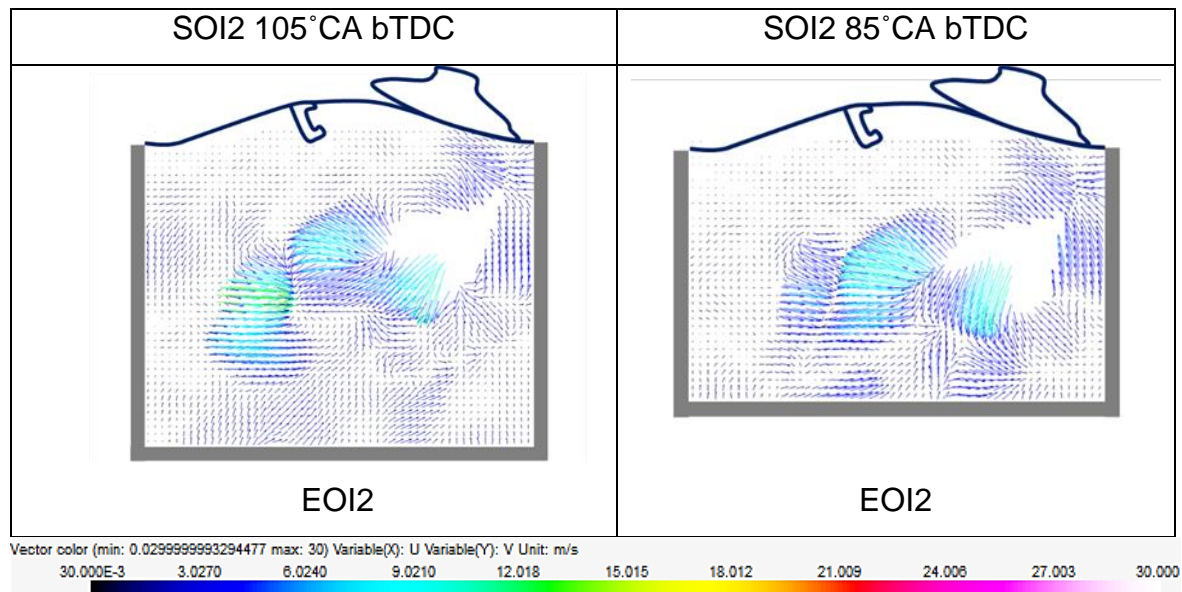 SOI2 105˚CA bTDC
SOI2 85˚CA bTDC
EOI2
EOI2
Vector color (min: 0.0299999993294477 max: 30) Variable(X): U Variable(Y): V Unit: m/s
30.000E-3 3.0270 6.0240 9.0210 12.018 15.015 18.012 21.009 24.006 27.003 30.000